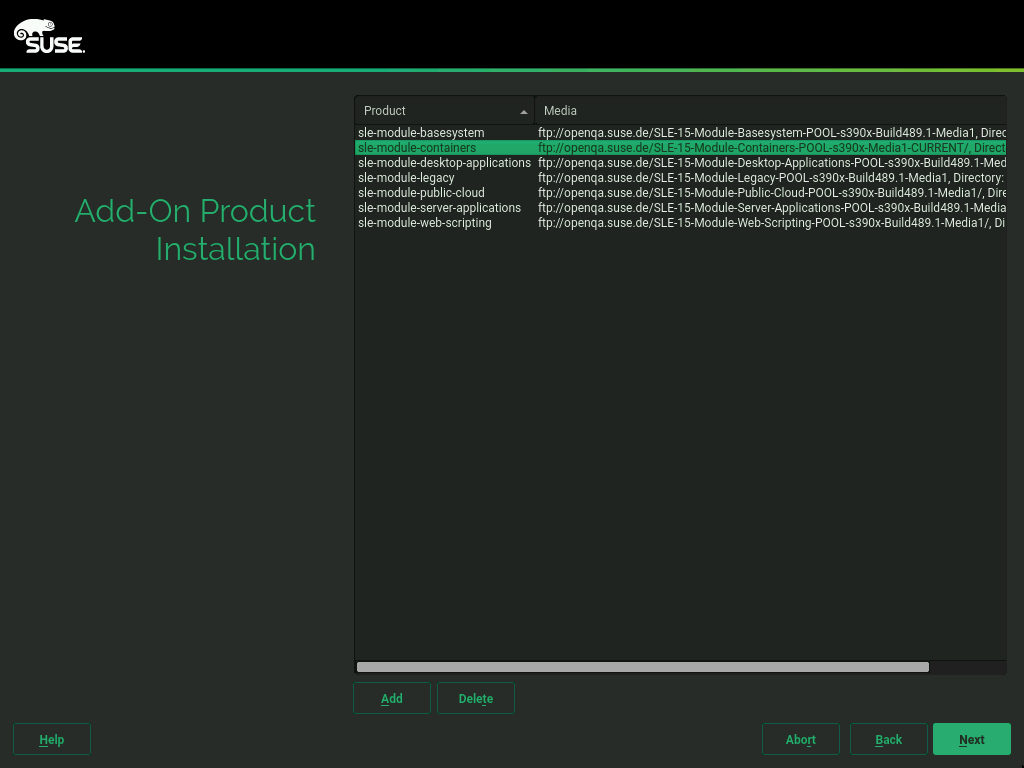 SUSE.
Add-On Product
Installation
Product Media
sle-module-basesystem ftp://openqa.suse.de/SLE-15-Module-Basesystem-POOL-s390x-Build489.1-Media1, Direc
sle-module-containers ftp://openqa.suse.de/SLE-15-Module-Containers-POOL-s390x-Media1-CURRENT/, Direct
sle-module-desktop-applications ftp://openqa.suse.de/SLE-15-Module-Desktop-Applications-POOL-s390x-Build489.1-Med
sle-module-legacy ftp://openqa.suse.de/SLE-15-Module-Legacy-POOL-s390x-Build489.1-Media1, Directory:
sle-module-public-cloud ftp://openqa.suse.de/SLE-15-Module-Public-Cloud-POOL-s390x-Build489.1-Media1/, Dire
sle-module-server-applications ftp://openqa.suse.de/SLE-15-Module-Server-Applications-POOL-s390x-Build489.1-Media
sle-module-web-scripting ftp://openqa.suse.de/SLE-15-Module-Web-Scripting-POOL-s390x-Build489.1-Media1/, Di
Add Delete
Help Abort Back Next